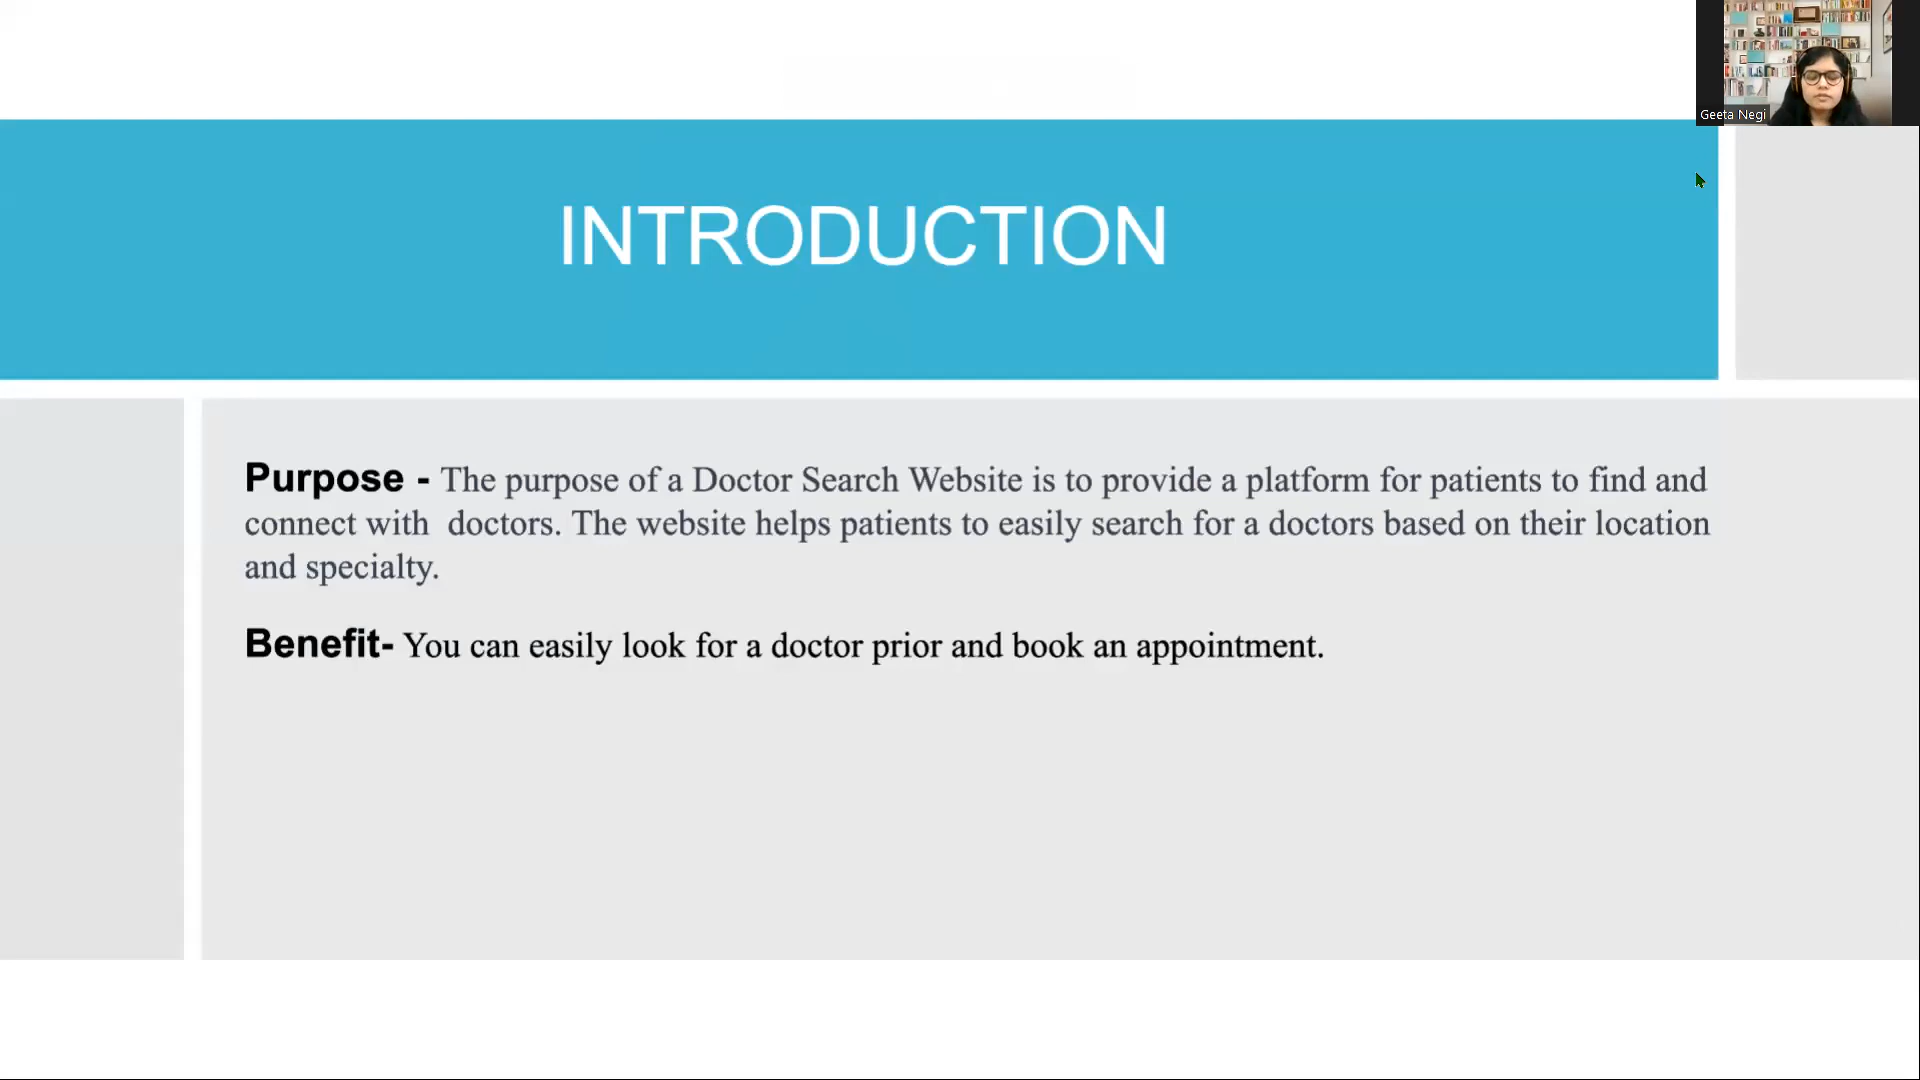 Geeta Negi
INTRODUCTION
Purpose - The purpose of a Doctor Search Website is to provide a platform for patients to find and
connect with  doctors. The website helps patients to easily search for a doctors based on their location
and specialty.
Benefit- You can easily look for a doctor prior and book an appointment.